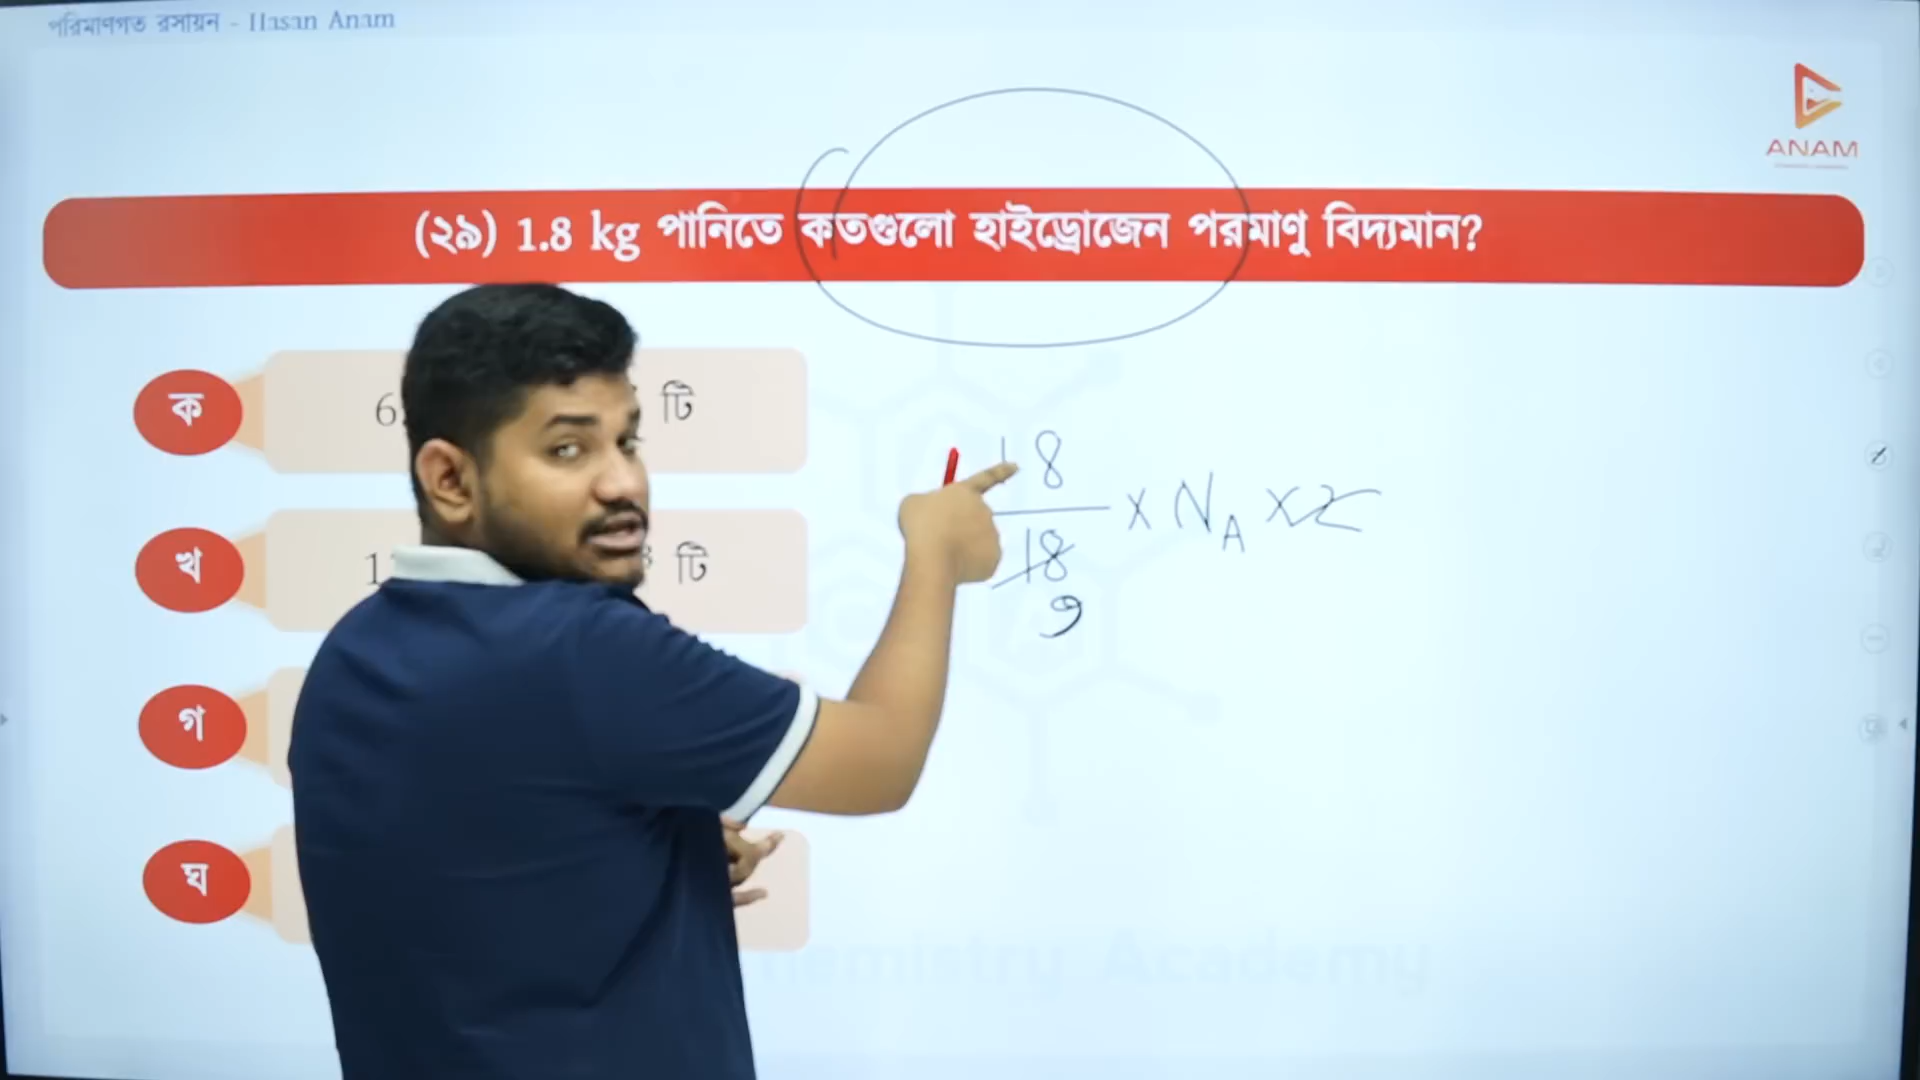 পরিমাণগত রসায়ন - Hasan Anam
ANAM
(২৯) 1.8 kg পানিতে কতগুলো হাইড্রোজেন পরমাণু বিদ্যমান?
ক
টি
খ
টি
গ
ঘ
18
× N_A × 2
18
9
Chemistry Academy